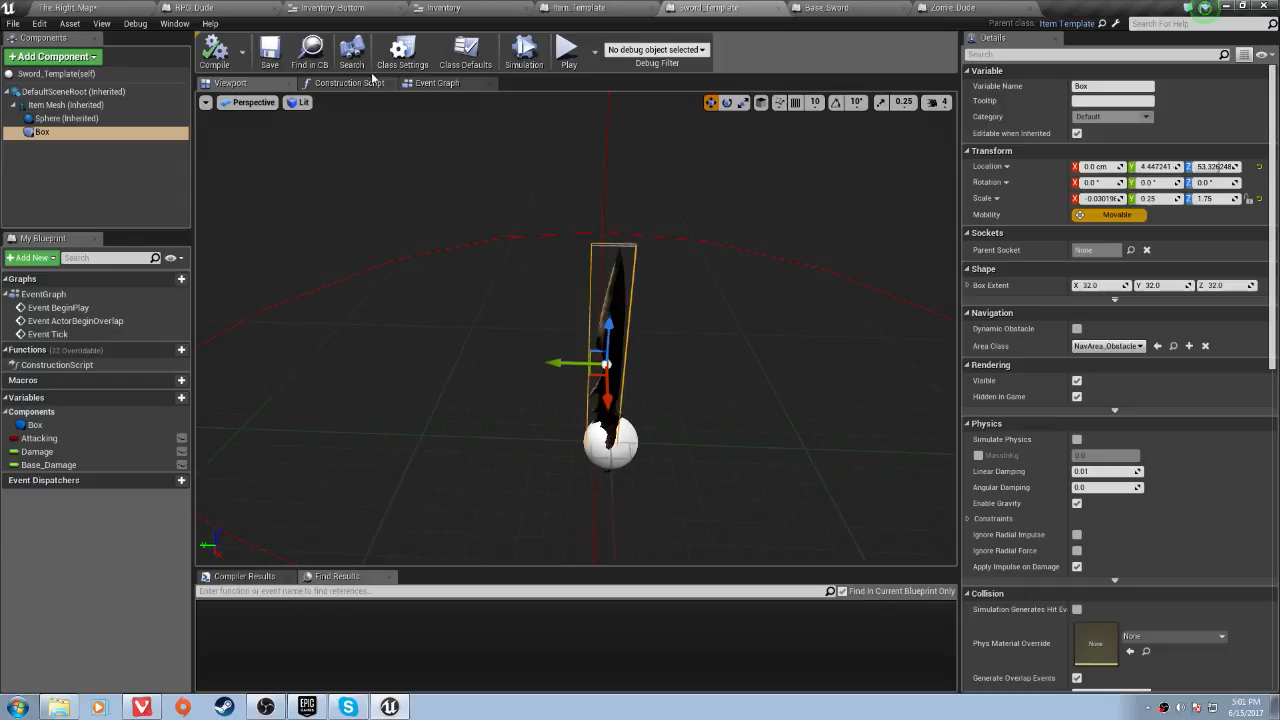 The.Right.Map*
RPG_Dude
Inventory.Buttom
Inventory
Item_Template
Sword_Template
Base.Sword
Zome_Dude
File Edit Asset View Debug Window Help
Parent class: Item Template
Search For Help
Components
Add Component
Sword_Template(self)
DefaultSceneRoot (Inherited)
Item Mesh (Inherited)
Sphere (Inherited)
Box
My Blueprint
Add New
Search
Graphs
EventGraph
Event BeginPlay
Event ActorBeginOverlap
Event Tick
Functions (22 Overridable)
ConstructionScript
Macros
Variables
Components
Box
Attacking
Damage
Base_Damage
Event Dispatchers
Compile
Save
Find in CB
Search
Class Settings
Class Defaults
Simulation
Play
No debug object selected
Debug Filter
Viewport
Construction Script
Event Graph
Perspective
Lit
10
10°
0.25
4
Compiler Results
Find Results
Enter function or event name to find references...
Find In Current Blueprint Only
Details
Search
Variable
Variable Name Box
Tooltip
Category Default
Editable when Inherited
Transform
Location X 0.0 cm Y 4.447241 Z 53.326248
Rotation X 0.0 ° Y 0.0 ° Z 0.0 °
Scale X -0.03019 Y 0.25 Z 1.75
Mobility Movable
Sockets
Parent Socket None
Shape
Box Extent X 32.0 Y 32.0 Z 32.0
Navigation
Dynamic Obstacle
Area Class NavArea_Obstacle
Rendering
Visible
Hidden in Game
Physics
Simulate Physics
MassInKg 0.0
Linear Damping 0.01
Angular Damping 0.0
Enable Gravity
Constraints
Ignore Radial Impulse
Ignore Radial Force
Apply Impulse on Damage
Collision
Simulation Generates Hit Ev
Phys Material Override None None
Generate Overlap Events
5:01 PM
6/15/2017